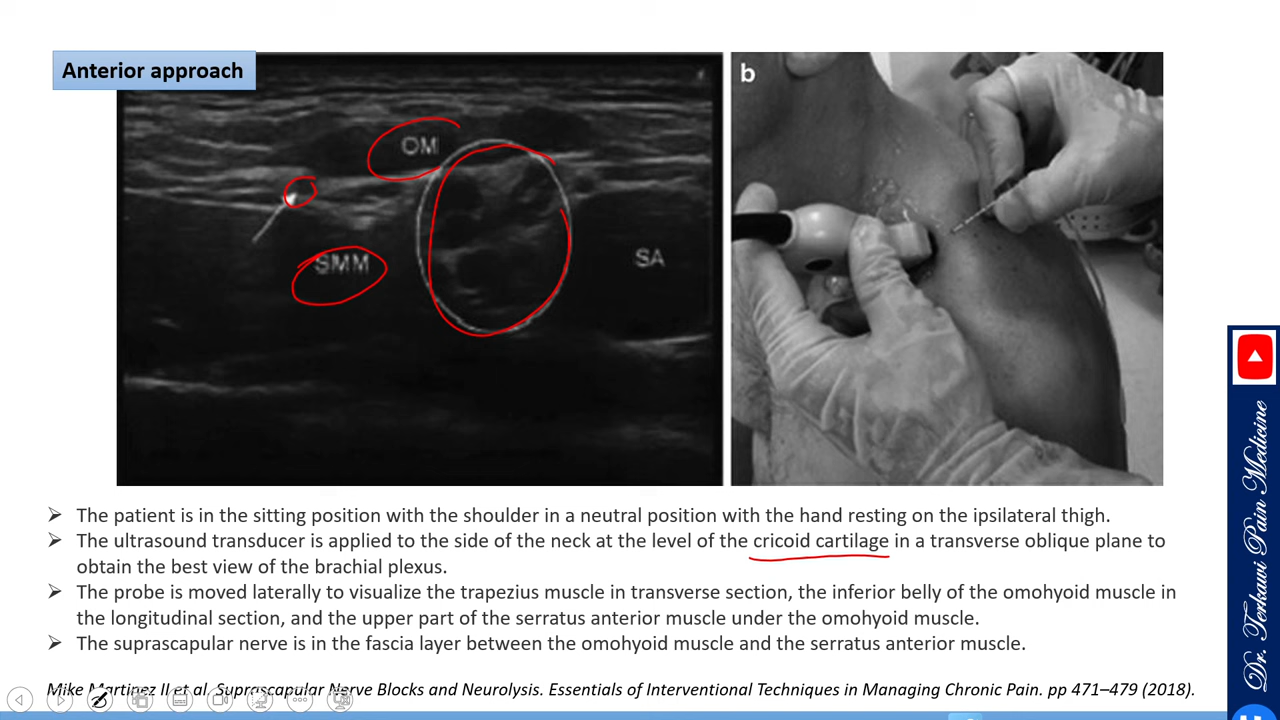 Anterior approach
b
OM
SMM
SA
➢ The patient is in the sitting position with the shoulder in a neutral position with the hand resting on the ipsilateral thigh.
➢ The ultrasound transducer is applied to the side of the neck at the level of the cricoid cartilage in a transverse oblique plane to
obtain the best view of the brachial plexus.
➢ The probe is moved laterally to visualize the trapezius muscle in transverse section, the inferior belly of the omohyoid muscle in
the longitudinal section, and the upper part of the serratus anterior muscle under the omohyoid muscle.
➢ The suprascapular nerve is in the fascia layer between the omohyoid muscle and the serratus anterior muscle.
Mike Martinez II et al. Suprascapular Nerve Blocks and Neurolysis. Essentials of Interventional Techniques in Managing Chronic Pain. pp 471–479 (2018).
Dr. Terkawi Pain Medicine